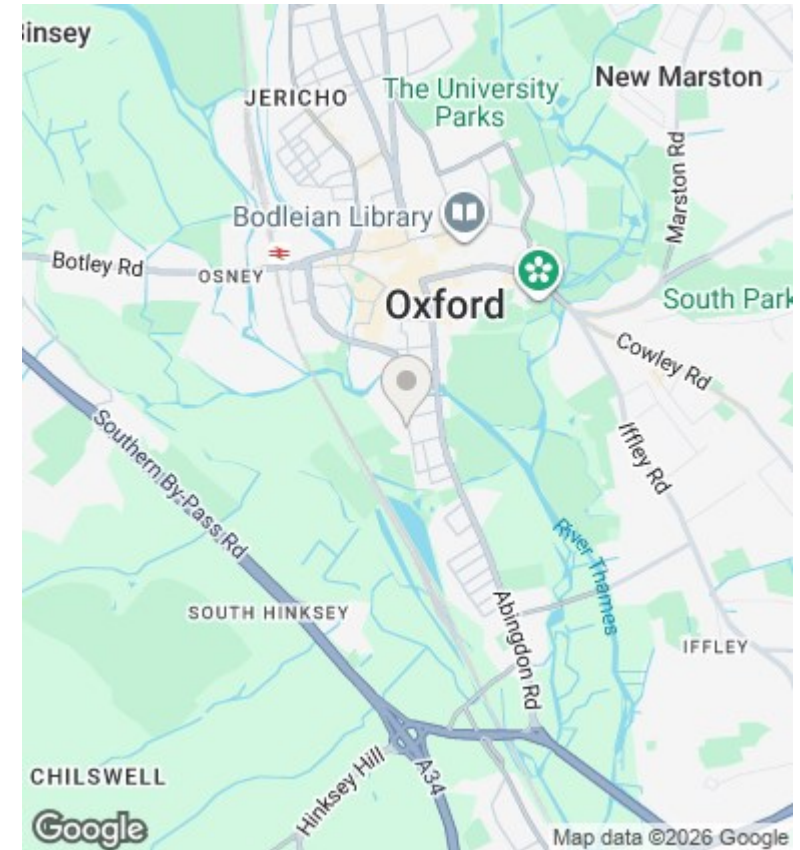 Binsey
JERICHO
The University
Parks
New Marston
Marston Rd
Bodleian Library
Botley Rd
OSNEY
Oxford
South Park
Cowley Rd
Iffley Rd
Southern By-Pass Rd
River Thames
SOUTH HINKSEY
Abingdon Rd
IFFLEY
CHILSWELL
Hinksey Hill
A34
Google
Map data ©2026 Google